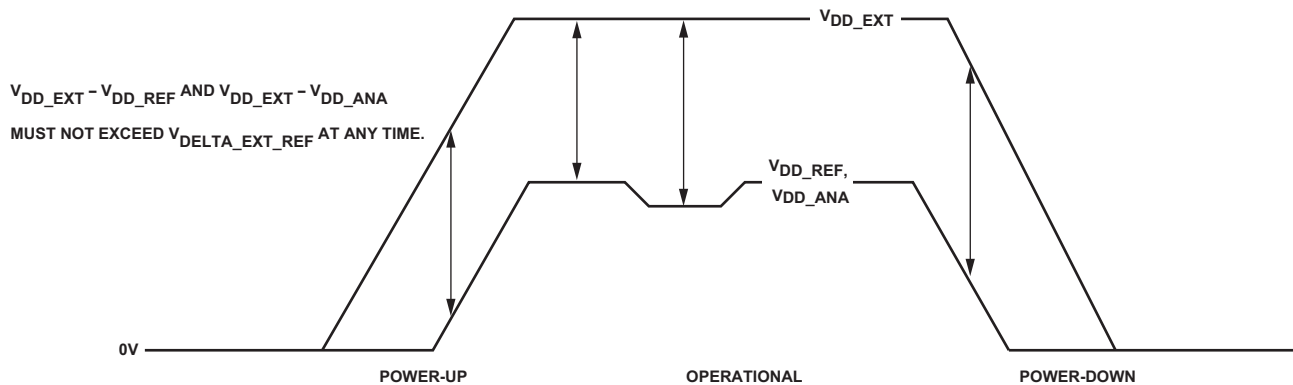 VDD_EXT
VDD_EXT – VDD_REF AND VDD_EXT – VDD_ANA
MUST NOT EXCEED VDELTA_EXT_REF AT ANY TIME.
VDD_REF,
VDD_ANA
0V
POWER-UP OPERATIONAL POWER-DOWN